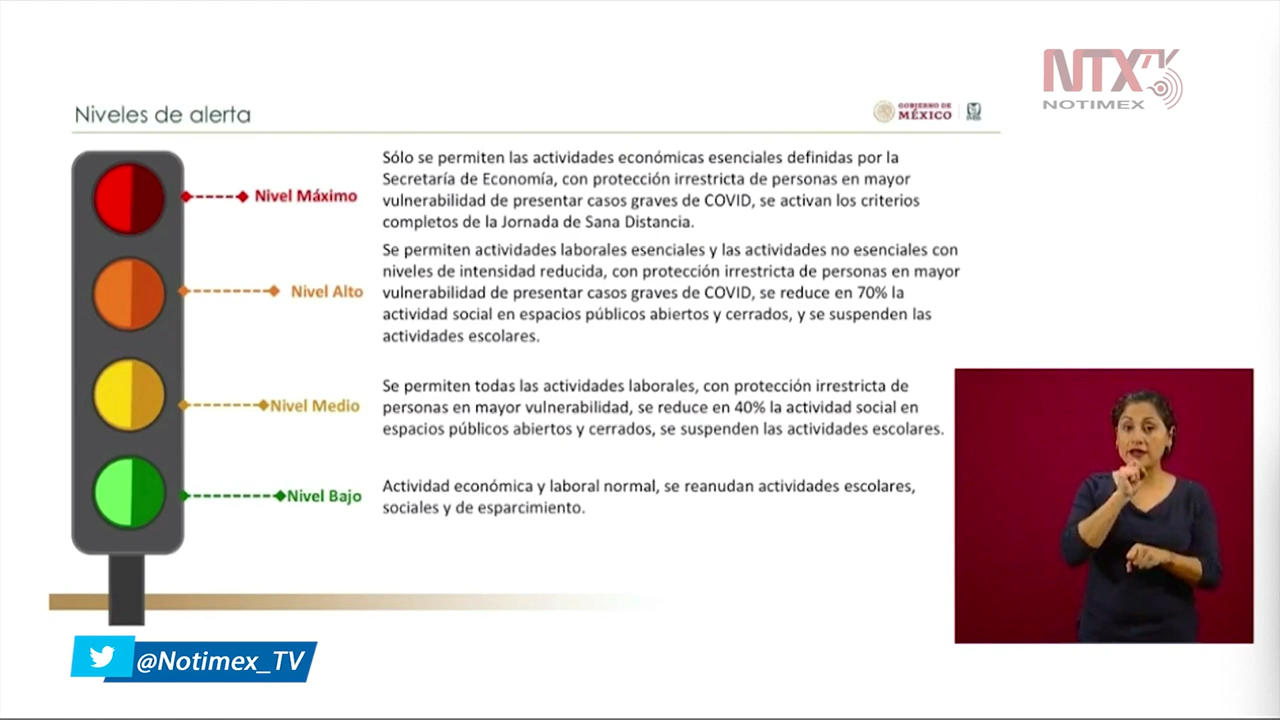 NTX TV
NOTIMEX
Niveles de alerta
GOBIERNO DE
MÉXICO
IMSS
Nivel Máximo
Sólo se permiten las actividades económicas esenciales definidas por la
Secretaría de Economía, con protección irrestricta de personas en mayor
vulnerabilidad de presentar casos graves de COVID, se activan los criterios
completos de la Jornada de Sana Distancia.
Nivel Alto
Se permiten actividades laborales esenciales y las actividades no esenciales con
niveles de intensidad reducida, con protección irrestricta de personas en mayor
vulnerabilidad de presentar casos graves de COVID, se reduce en 70% la
actividad social en espacios públicos abiertos y cerrados, y se suspenden las
actividades escolares.
Nivel Medio
Se permiten todas las actividades laborales, con protección irrestricta de
personas en mayor vulnerabilidad, se reduce en 40% la actividad social en
espacios públicos abiertos y cerrados, se suspenden las actividades escolares.
Nivel Bajo
Actividad económica y laboral normal, se reanudan actividades escolares,
sociales y de esparcimiento.
@Notimex_TV